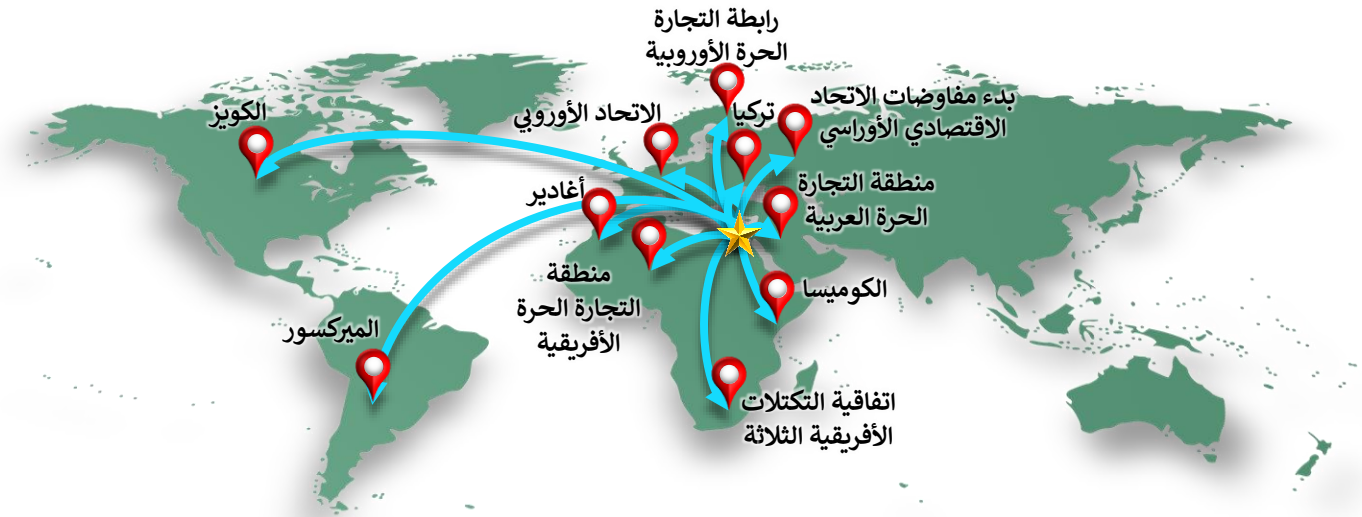 رابطة التجارة
الحرة الأوروبية
بدء مفاوضات الاتحاد
الاقتصادي الأوراسي
تركيا
الاتحاد الأوروبي
الكويز
منطقة التجارة
الحرة العربية
أغادير
منطقة
التجارة الحرة
الأفريقية
الكوميسا
الميركسور
اتفاقية التكتلات
الأفريقية الثلاثة